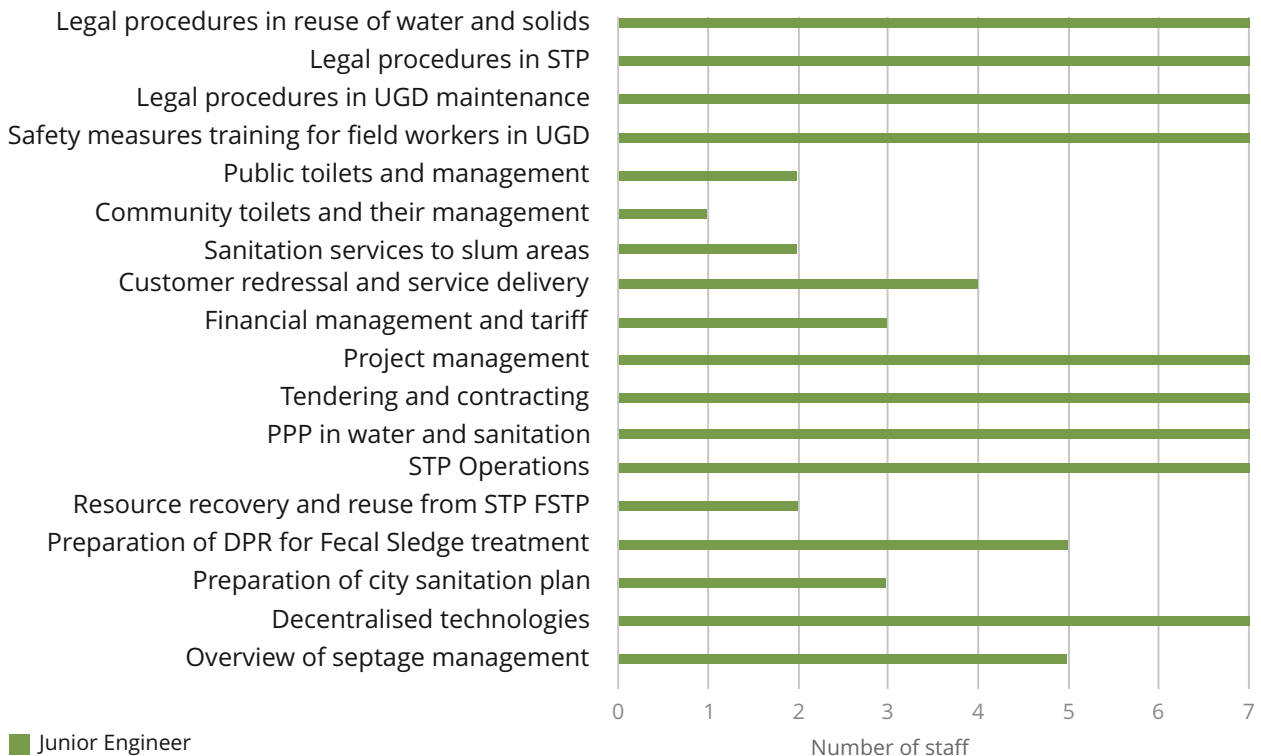 Legal procedures in reuse of water and solids
Legal procedures in STP
Legal procedures in UGD maintenance
Safety measures training for field workers in UGD
Public toilets and management
Community toilets and their management
Sanitation services to slum areas
Customer redressal and service delivery
Financial management and tariff
Project management
Tendering and contracting
PPP in water and sanitation
STP Operations
Resource recovery and reuse from STP FSTP
Preparation of DPR for Fecal Sledge treatment
Preparation of city sanitation plan
Decentralised technologies
Overview of septage management
0 1 2 3 4 5 6 7
Number of staff
Junior Engineer